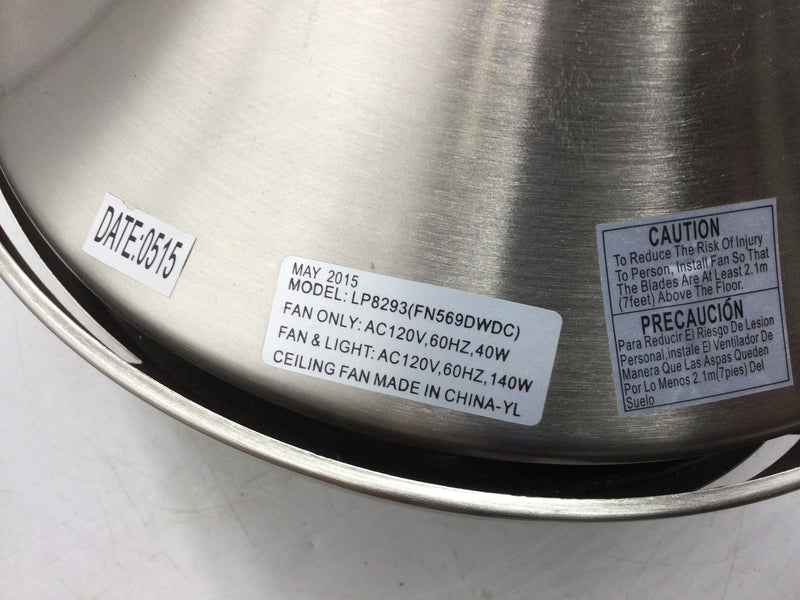 DATE:0515
MAY 2015
MODEL: LP8293(FN569DWDC)
FAN ONLY: AC120V,60HZ,40W
FAN & LIGHT: AC120V,60HZ,140W
CEILING FAN MADE IN CHINA-YL
CAUTION
To Reduce The Risk Of Injury
To Person, Install Fan So That
The Blades Are At Least 2.1m
(7feet) Above The Floor.
PRECAUCIÓN
Para Reducir El Riesgo De Lesion
Personal,instale El Ventilador De
Manera Que Las Aspas Queden
Por Lo Menos 2.1m(7pies) Del
Suelo